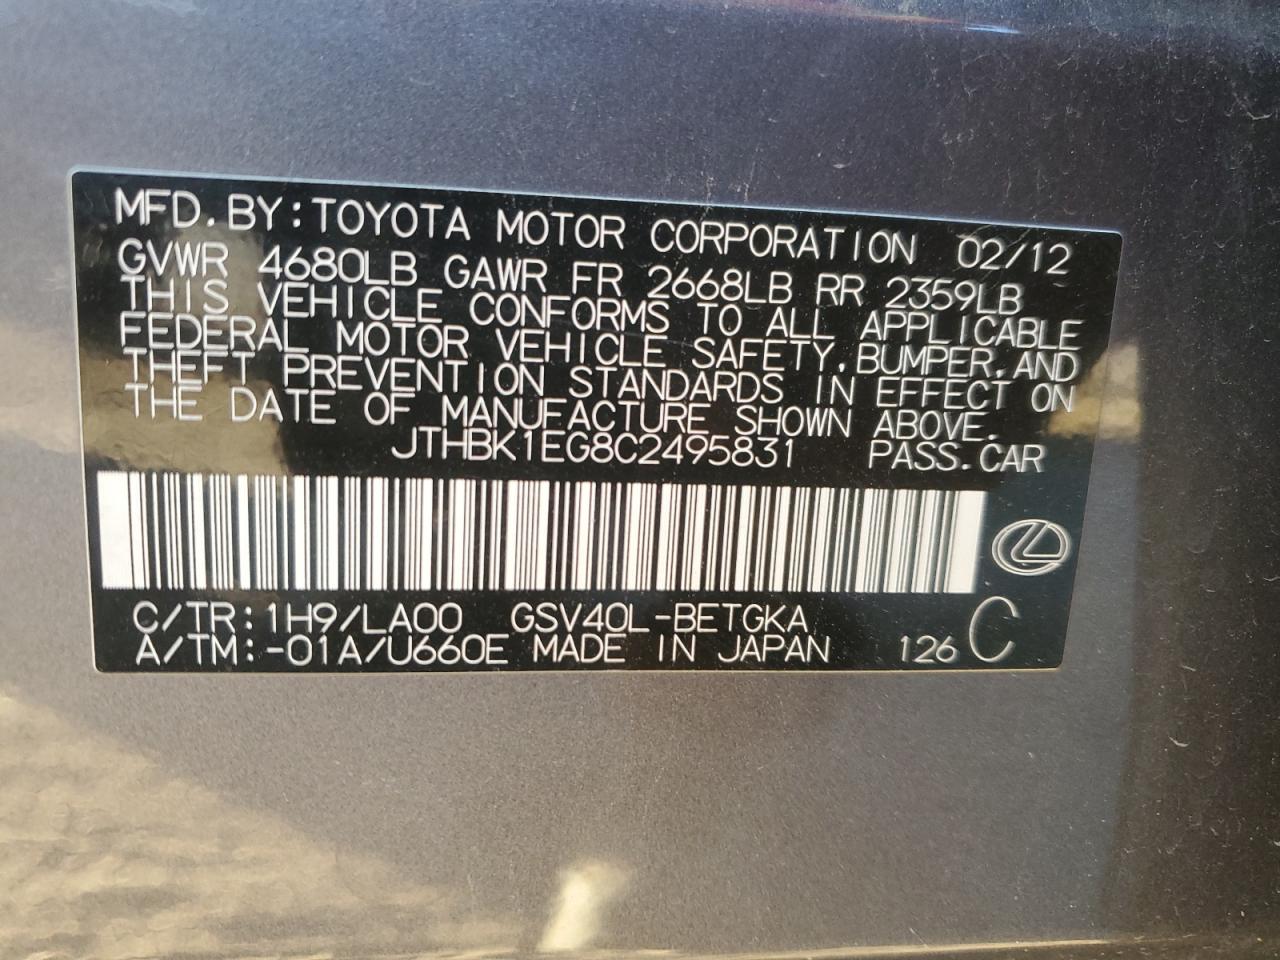 MFD.BY:TOYOTA MOTOR CORPORATION 02/12
GVWR 4680LB GAWR FR 2668LB RR 2359LB
THIS VEHICLE CONFORMS TO ALL APPLICABLE
FEDERAL MOTOR VEHICLE SAFETY,BUMPER,AND
THEFT PREVENTION STANDARDS IN EFFECT ON
THE DATE OF MANUFACTURE SHOWN ABOVE.
JTHBK1EG8C2495831 PASS.CAR
C/TR:1H9/LA00 GSV40L-BETGKA
A/TM:-01A/U660E MADE IN JAPAN 126 C